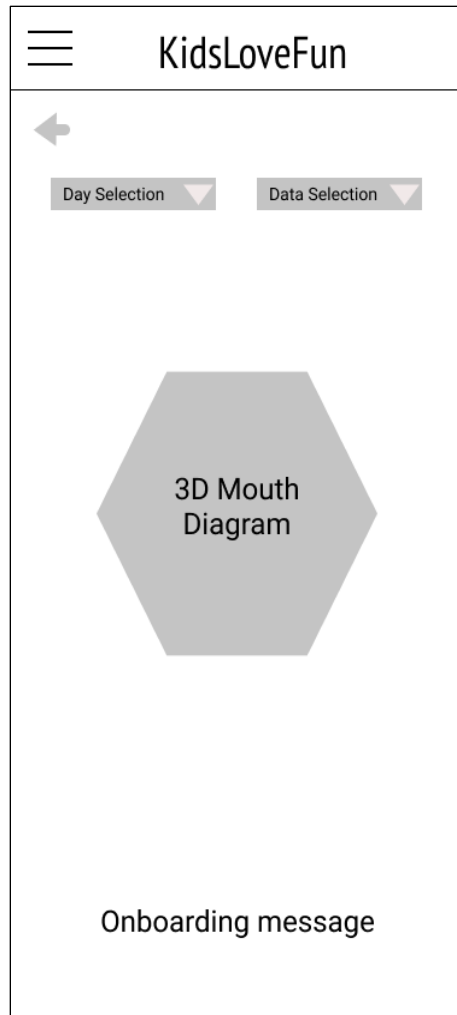 KidsLoveFun
Day Selection
Data Selection
3D Mouth
Diagram
Onboarding message